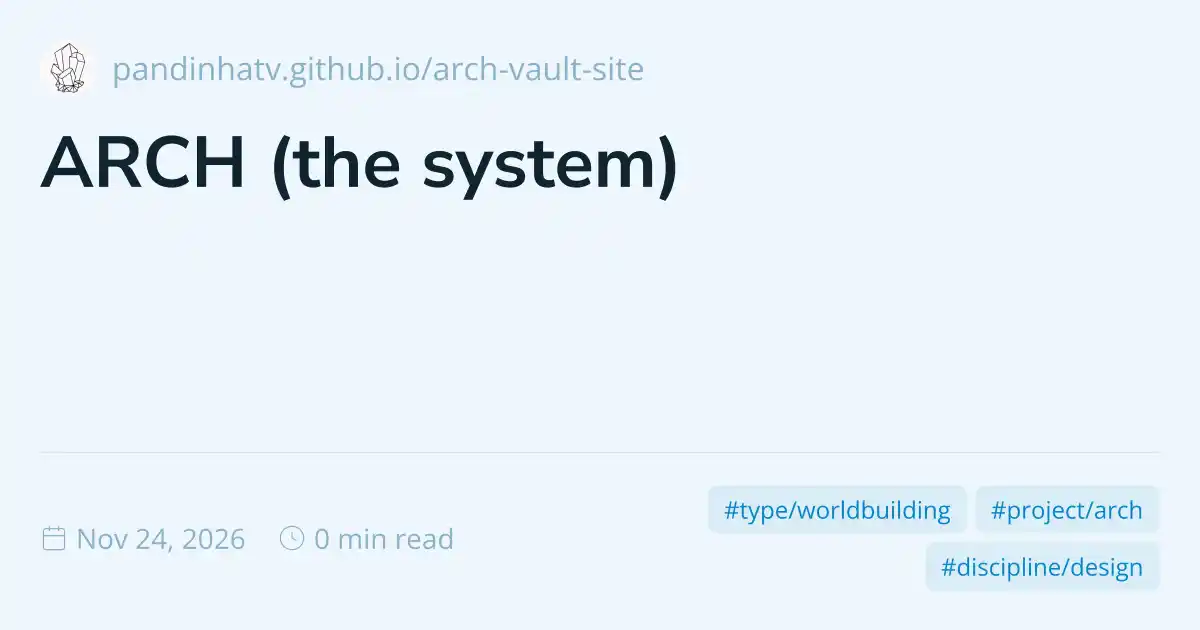 pandinhatv.github.io/arch-vault-site
ARCH (the system)
Nov 24, 2026 0 min read
#type/worldbuilding #project/arch
#discipline/design